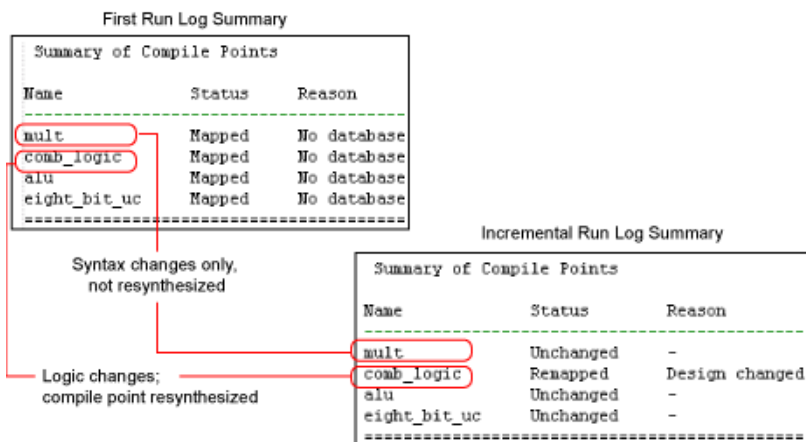 First Run Log Summary
Summary of Compile Points
Name Status Reason
mult Mapped No database
comb_logic Mapped No database
alu Mapped No database
eight_bit_uc Mapped No database
Syntax changes only,
not resynthesized
Logic changes;
compile point resynthesized
Incremental Run Log Summary
Summary of Compile Points
Name Status Reason
mult Unchanged -
comb_logic Remapped Design changed
alu Unchanged -
eight_bit_uc Unchanged -